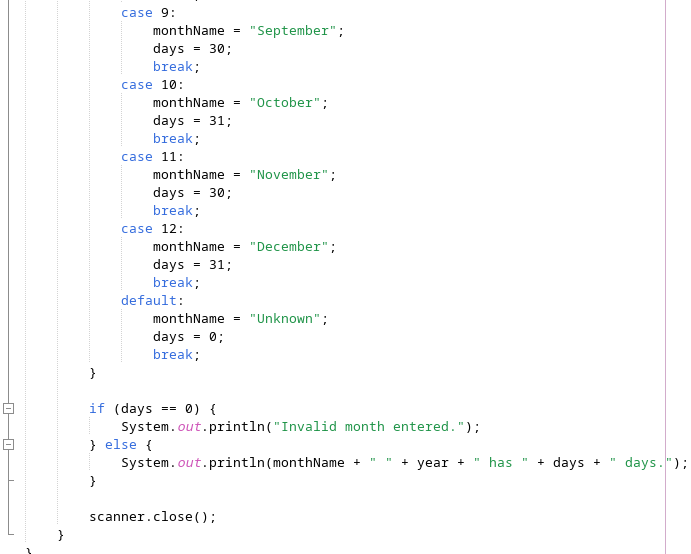 case 9:
monthName = "September";
days = 30;
break;
case 10:
monthName = "October";
days = 31;
break;
case 11:
monthName = "November";
days = 30;
break;
case 12:
monthName = "December";
days = 31;
break;
default:
monthName = "Unknown";
days = 0;
break;
}
if (days == 0) {
System.out.println("Invalid month entered.");
} else {
System.out.println(monthName + " " + year + " has " + days + " days.");
}
scanner.close();
}
}